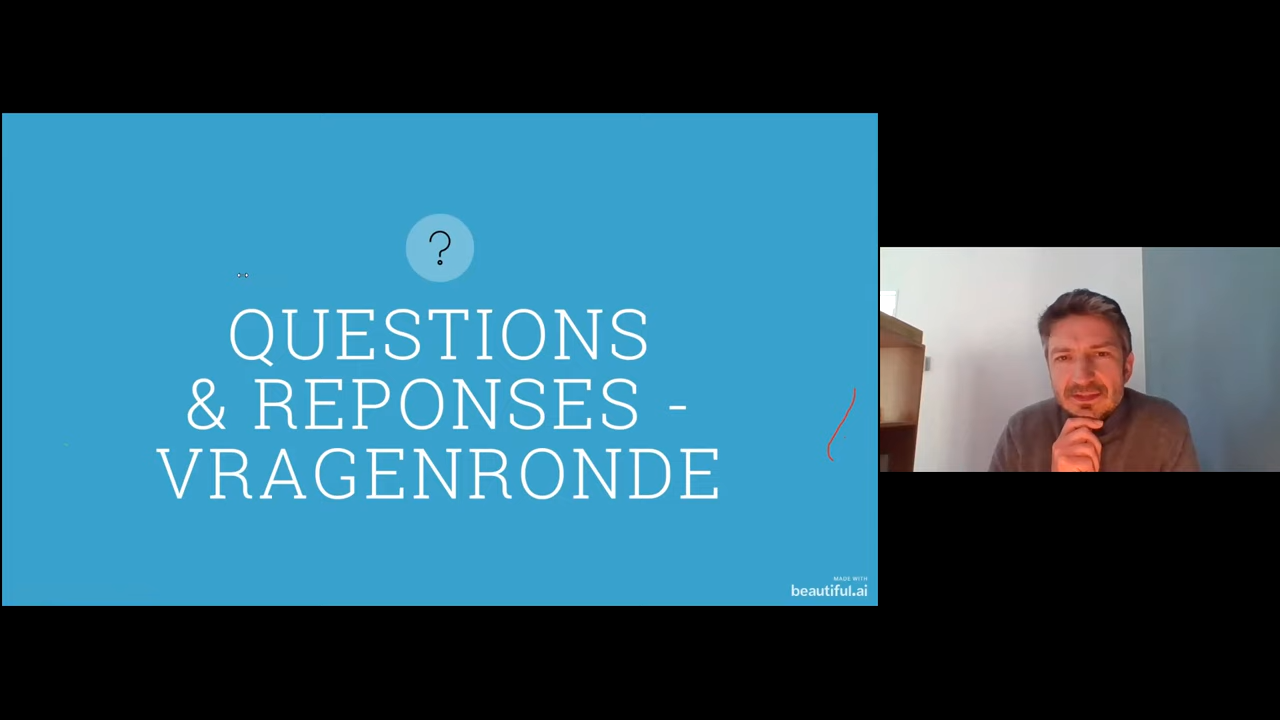 ?
QUESTIONS
& REPONSES -
VRAGENRONDE
MADE WITH
beautiful.ai